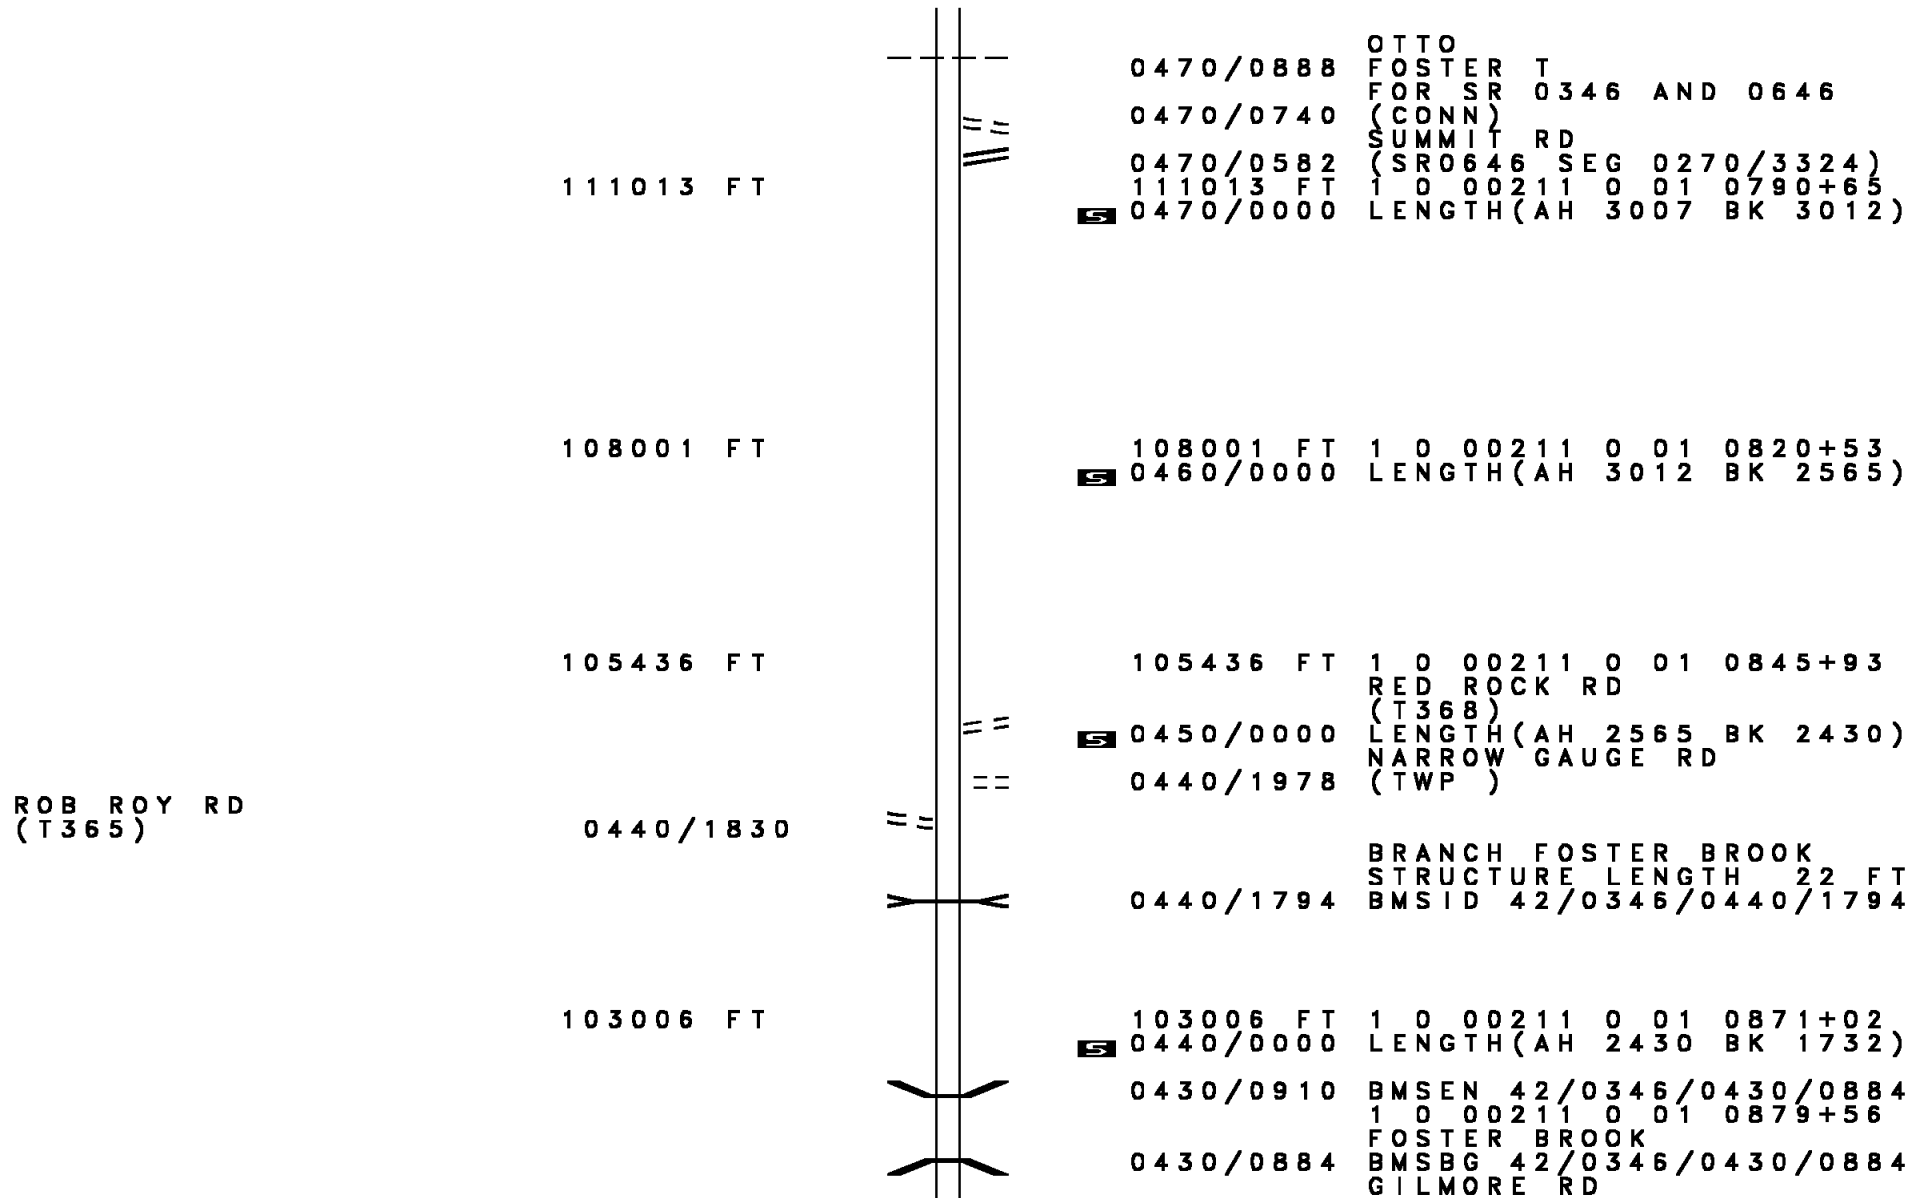 OTTO
0470/0888 FOSTER T
FOR SR 0346 AND 0646
0470/0740 (CONN)
SUMMIT RD
0470/0582 (SR0646 SEG 0270/3324)
111013 FT 111013 FT 1 0 00211 0 01 0790+65
S 0470/0000 LENGTH(AH 3007 BK 3012)
108001 FT 108001 FT 1 0 00211 0 01 0820+53
S 0460/0000 LENGTH(AH 3012 BK 2565)
105436 FT 105436 FT 1 0 00211 0 01 0845+93
RED ROCK RD
(T368)
S 0450/0000 LENGTH(AH 2565 BK 2430)
NARROW GAUGE RD
0440/1978 (TWP )
ROB ROY RD
(T365) 0440/1830
BRANCH FOSTER BROOK
STRUCTURE LENGTH 22 FT
0440/1794 BMSID 42/0346/0440/1794
103006 FT 103006 FT 1 0 00211 0 01 0871+02
S 0440/0000 LENGTH(AH 2430 BK 1732)
0430/0910 BMSEN 42/0346/0430/0884
1 0 00211 0 01 0879+56
FOSTER BROOK
0430/0884 BMSBG 42/0346/0430/0884
GILMORE RD